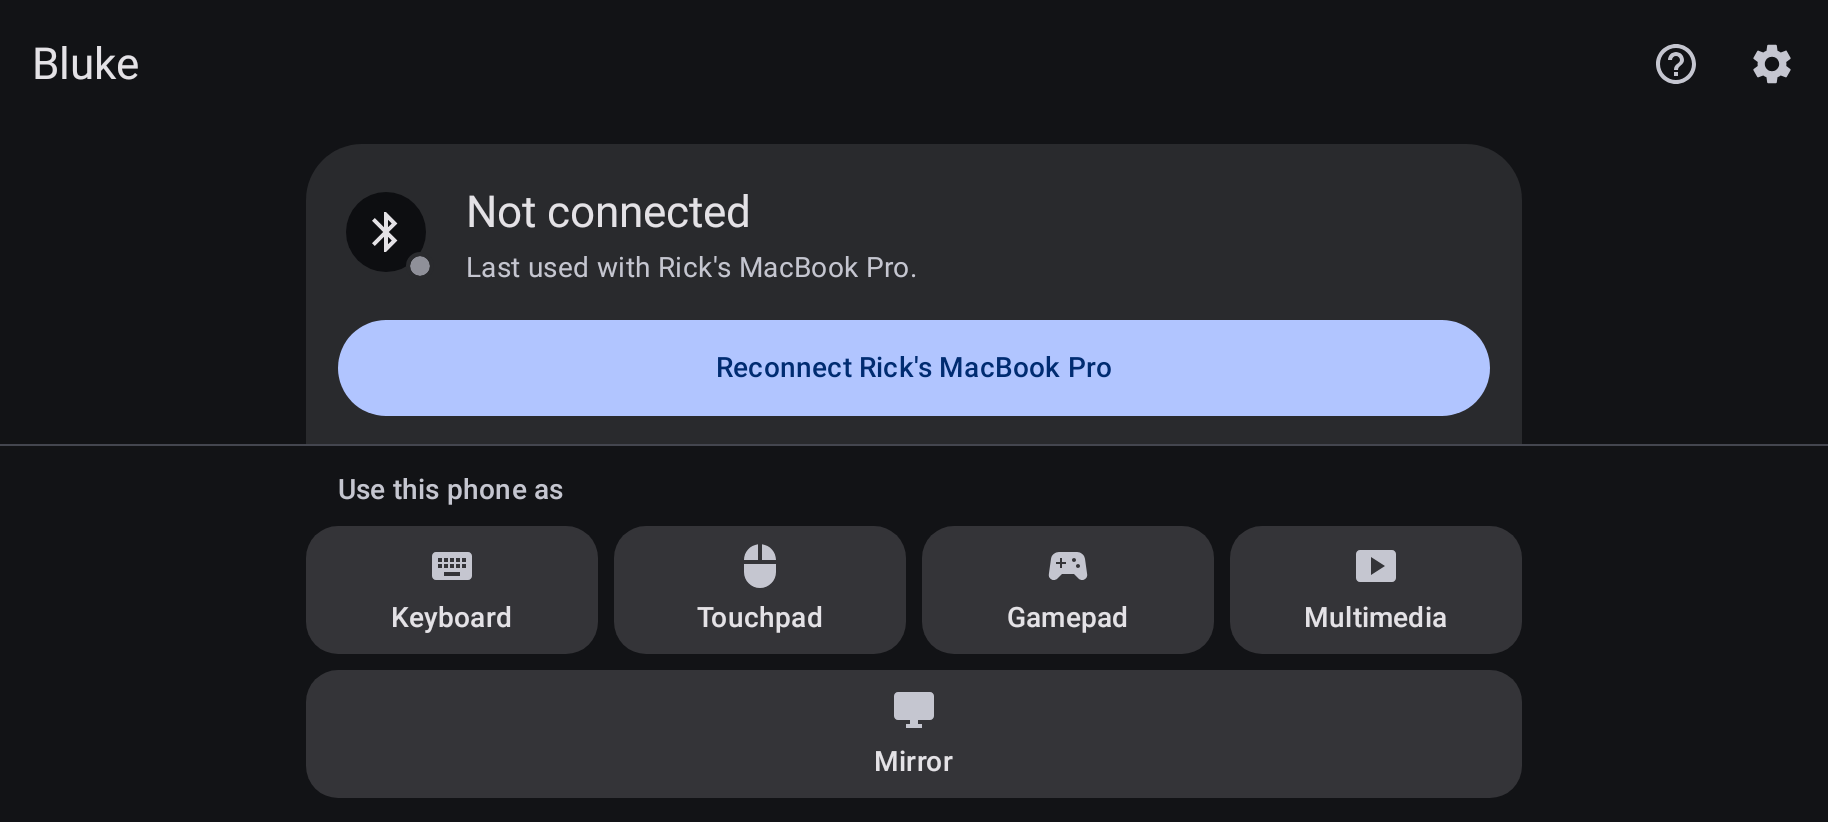 Bluke
Not connected
Last used with Rick's MacBook Pro.
Reconnect Rick's MacBook Pro
Use this phone as
Keyboard
Touchpad
Gamepad
Multimedia
Mirror